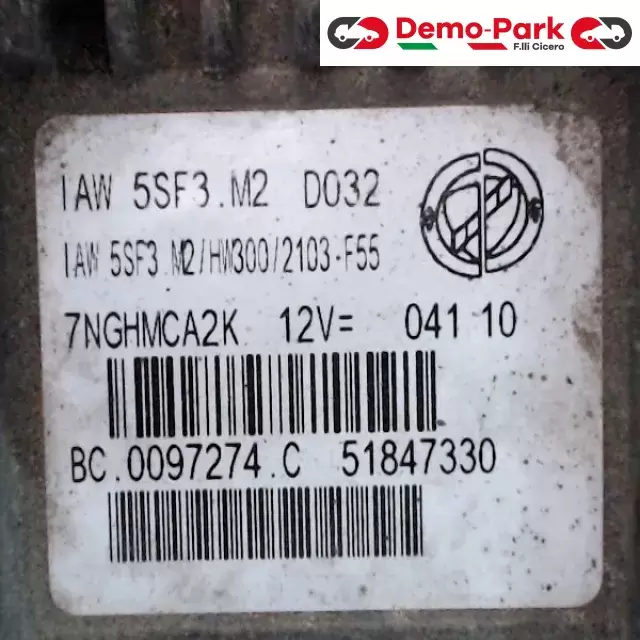 Demo-Park
F.lli Cicero
IAW 5SF3.M2 D032
IAW 5SF3.M2/HW300/2103-F55
7NGHMCA2K 12V= 041 10
BC.0097274.C 51847330